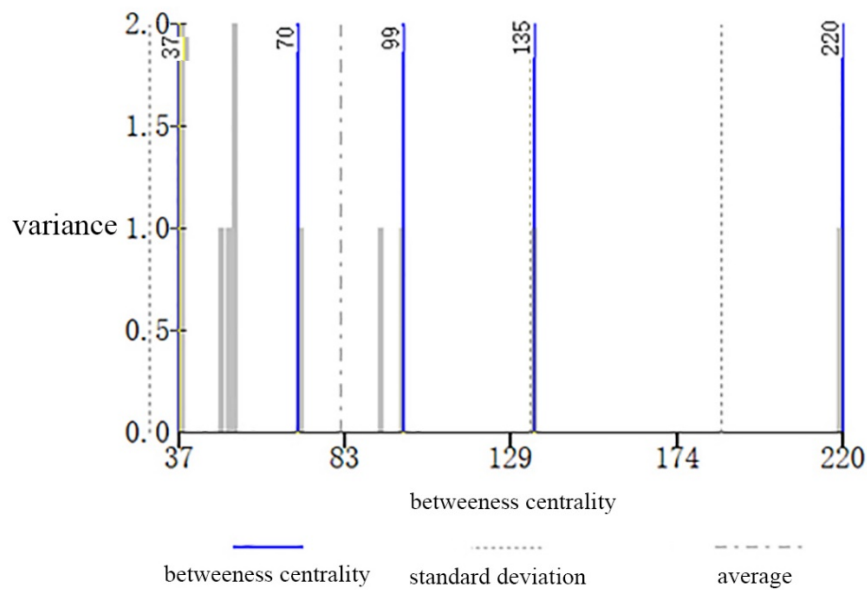 2.0
37
70
99
135
220
1.5
variance 1.0
0.5
0.0
37 83 129 174 220
betweeness centrality
betweeness centrality standard deviation average